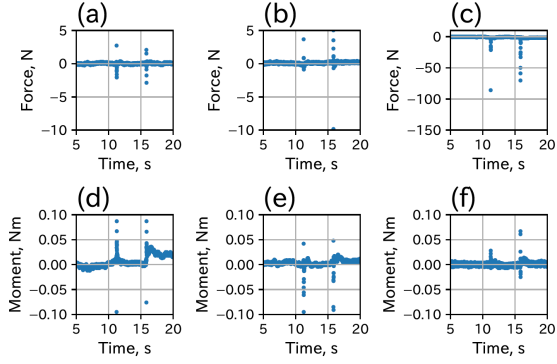 (a) (b) (c)
5 5 0
0 0 −50
−5 −5 −100
−10 −10 −150
Force, N Force, N Force, N
5 10 15 20 5 10 15 20 5 10 15 20
Time, s Time, s Time, s
(d) (e) (f)
0.10 0.10 0.10
0.05 0.05 0.05
0.00 0.00 0.00
−0.05 −0.05 −0.05
−0.10 −0.10 −0.10
Moment, Nm Moment, Nm Moment, Nm
5 10 15 20 5 10 15 20 5 10 15 20
Time, s Time, s Time, s